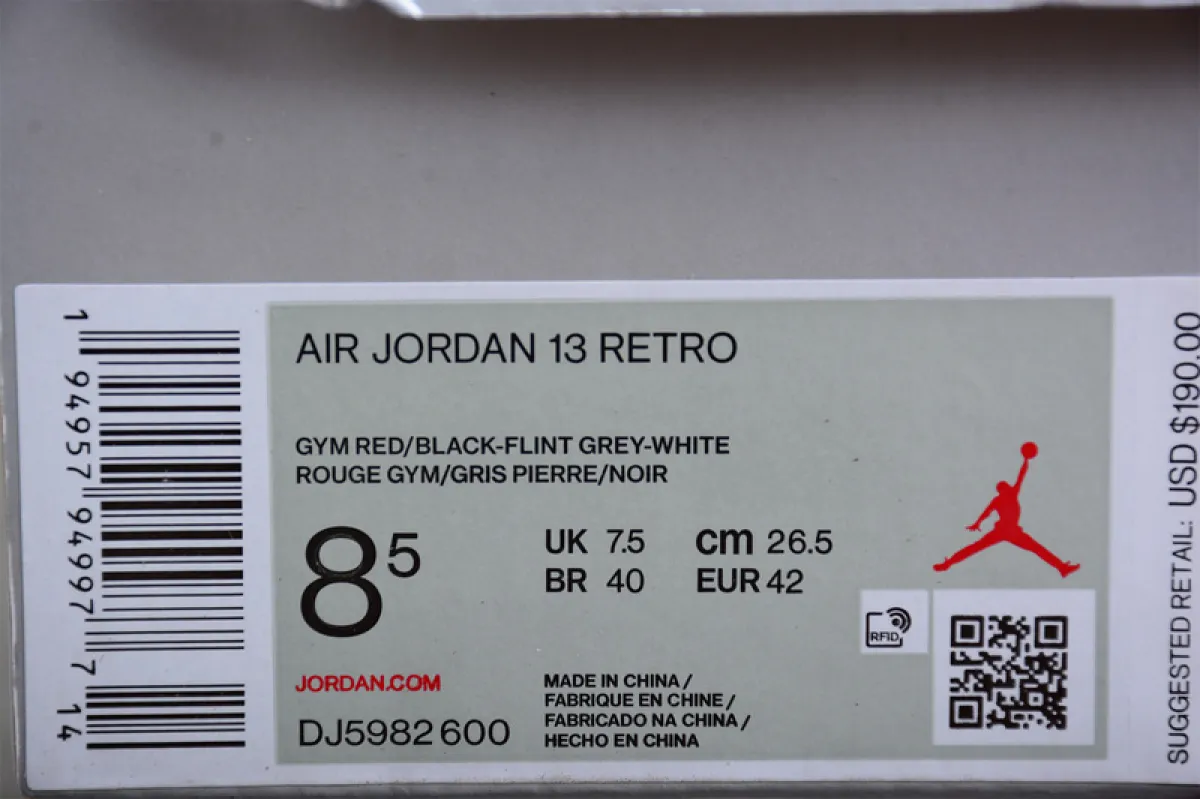 1 94957 94997 7 14
AIR JORDAN 13 RETRO
GYM RED/BLACK-FLINT GREY-WHITE
ROUGE GYM/GRIS PIERRE/NOIR
8 5
UK 7.5 cm 26.5
BR 40 EUR 42
RFID
JORDAN.COM
DJ5982 600
MADE IN CHINA /
FABRIQUE EN CHINE /
FABRICADO NA CHINA /
HECHO EN CHINA
SUGGESTED RETAIL: USD $190.00